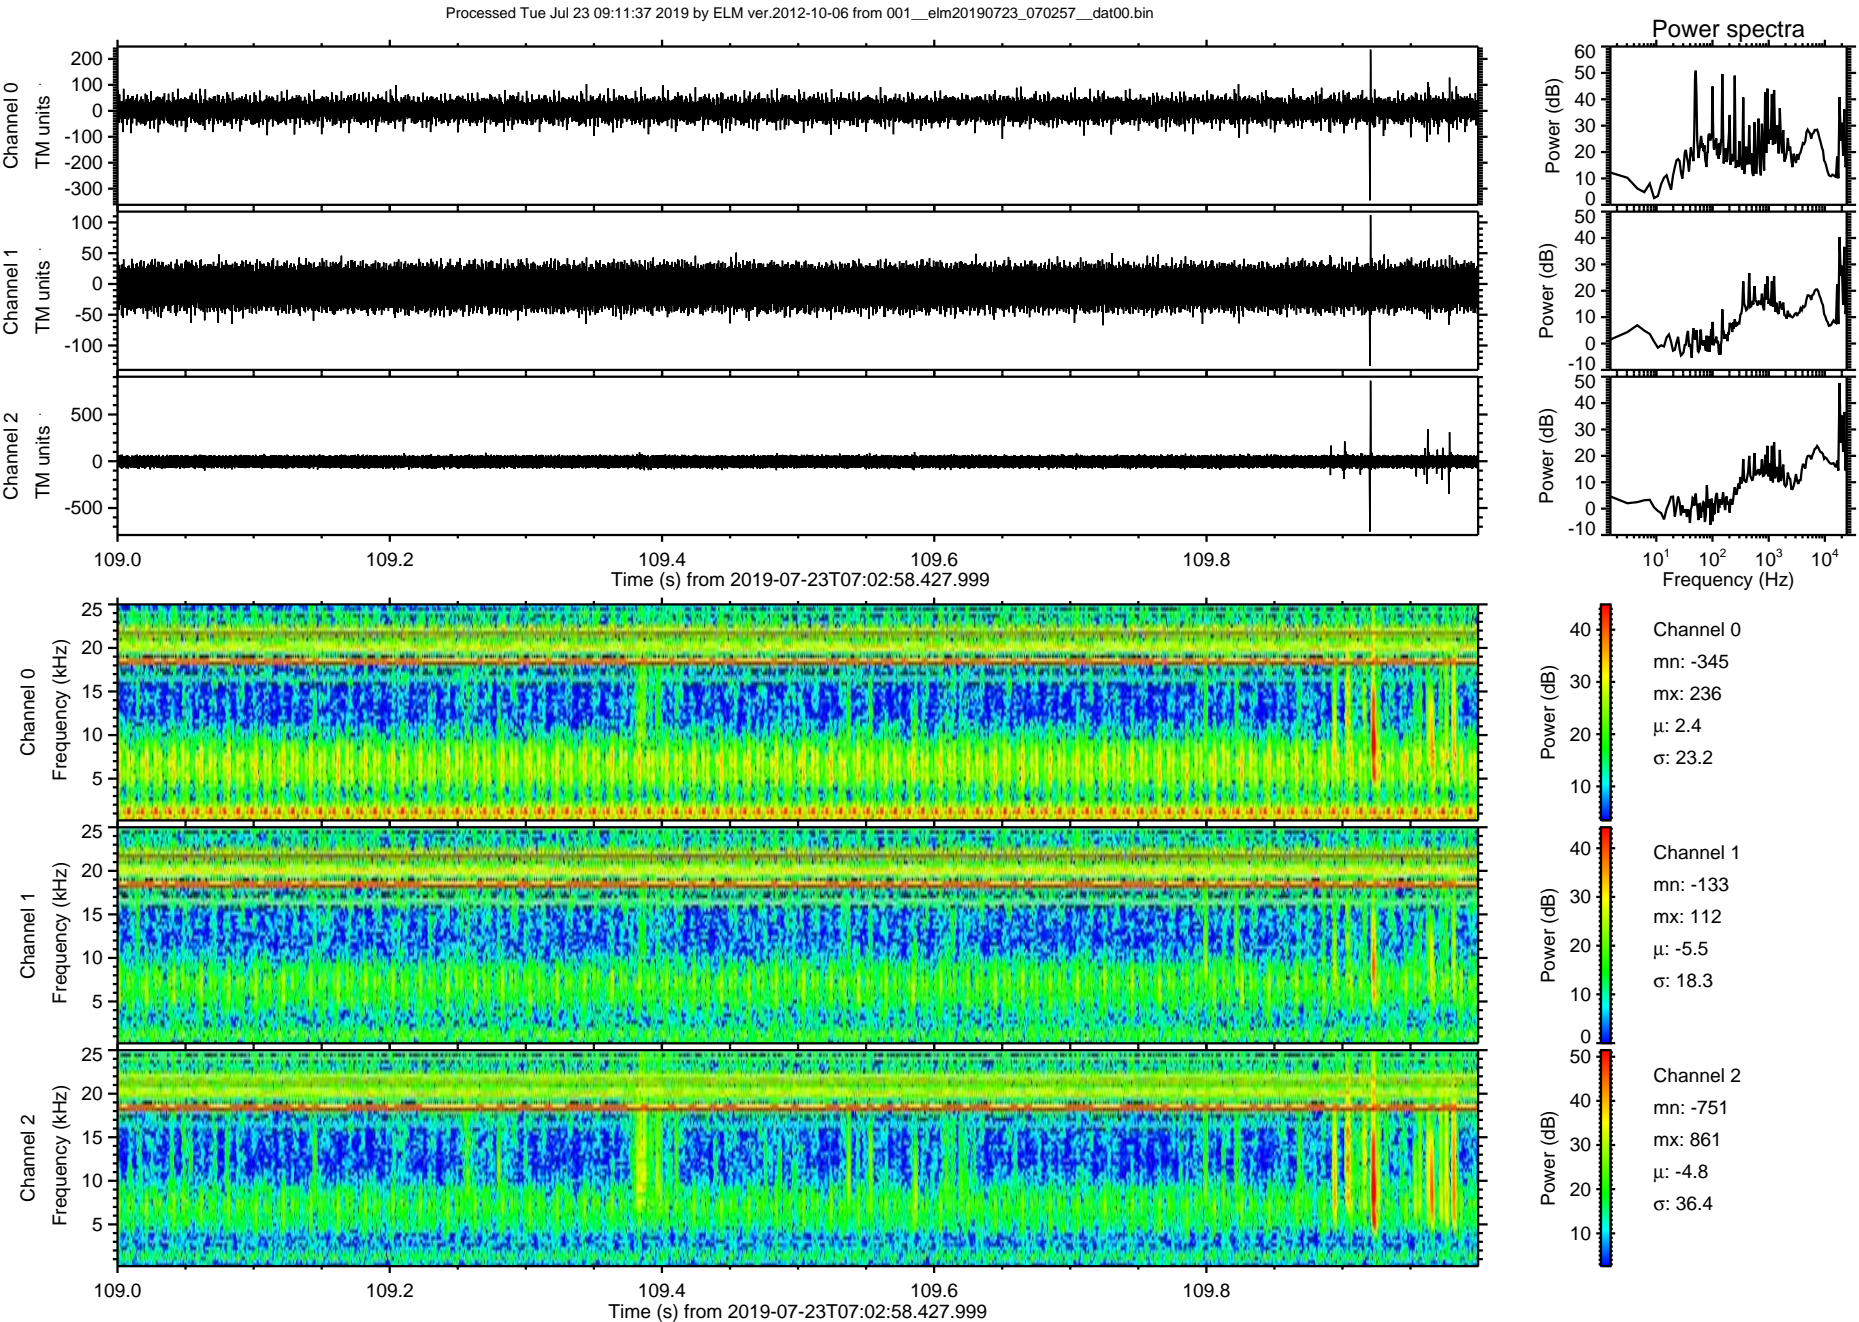 Processed Tue Jul 23 09:11:37 2019 by ELM ver.2012-10-06 from 001__elm20190723_070257__dat00.bin
Power spectra
Channel 0
TM units
200
100
0
-100
-200
-300
Power (dB)
60
50
40
30
20
10
0
Channel 1
TM units
100
50
0
-50
-100
Power (dB)
50
40
30
20
10
0
-10
Channel 2
TM units
500
0
-500
Power (dB)
50
40
30
20
10
0
-10
109.0 109.2 109.4 109.6 109.8
Time (s) from 2019-07-23T07:02:58.427.999
10¹ 10² 10³ 10⁴
Frequency (Hz)
Channel 0
Frequency (kHz)
25
20
15
10
5
Power (dB)
40
30
20
10
Channel 0
mn: -345
mx: 236
μ: 2.4
σ: 23.2
Channel 1
Frequency (kHz)
25
20
15
10
5
Power (dB)
40
30
20
10
0
Channel 1
mn: -133
mx: 112
μ: -5.5
σ: 18.3
Channel 2
Frequency (kHz)
25
20
15
10
5
Power (dB)
50
40
30
20
10
Channel 2
mn: -751
mx: 861
μ: -4.8
σ: 36.4
109.0 109.2 109.4 109.6 109.8
Time (s) from 2019-07-23T07:02:58.427.999